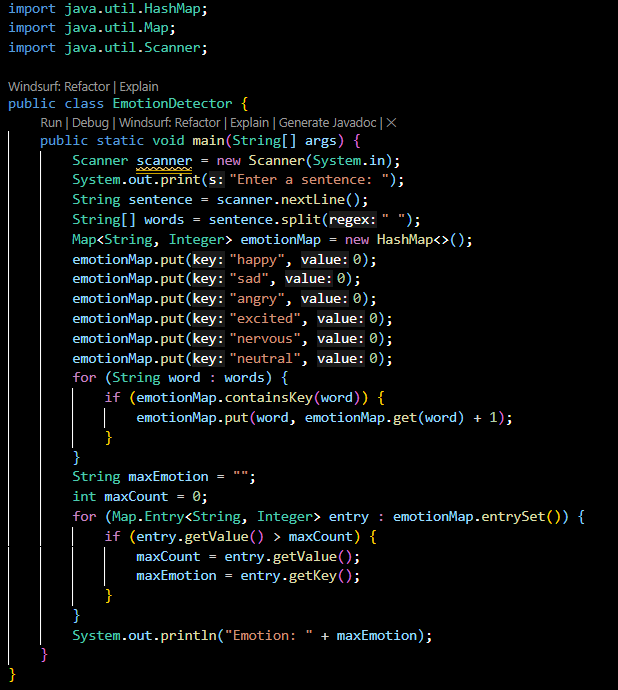 import java.util.HashMap;
import java.util.Map;
import java.util.Scanner;
Windsurf: Refactor | Explain
public class EmotionDetector {
Run | Debug | Windsurf: Refactor | Explain | Generate Javadoc | ✕
public static void main(String[] args) {
Scanner scanner = new Scanner(System.in);
System.out.print(s: "Enter a sentence: ");
String sentence = scanner.nextLine();
String[] words = sentence.split(regex: " ");
Map<String, Integer> emotionMap = new HashMap<>();
emotionMap.put(key: "happy", value: 0);
emotionMap.put(key: "sad", value: 0);
emotionMap.put(key: "angry", value: 0);
emotionMap.put(key: "excited", value: 0);
emotionMap.put(key: "nervous", value: 0);
emotionMap.put(key: "neutral", value: 0);
for (String word : words) {
if (emotionMap.containsKey(word)) {
emotionMap.put(word, emotionMap.get(word) + 1);
}
}
String maxEmotion = "";
int maxCount = 0;
for (Map.Entry<String, Integer> entry : emotionMap.entrySet()) {
if (entry.getValue() > maxCount) {
maxCount = entry.getValue();
maxEmotion = entry.getKey();
}
}
System.out.println("Emotion: " + maxEmotion);
}
}